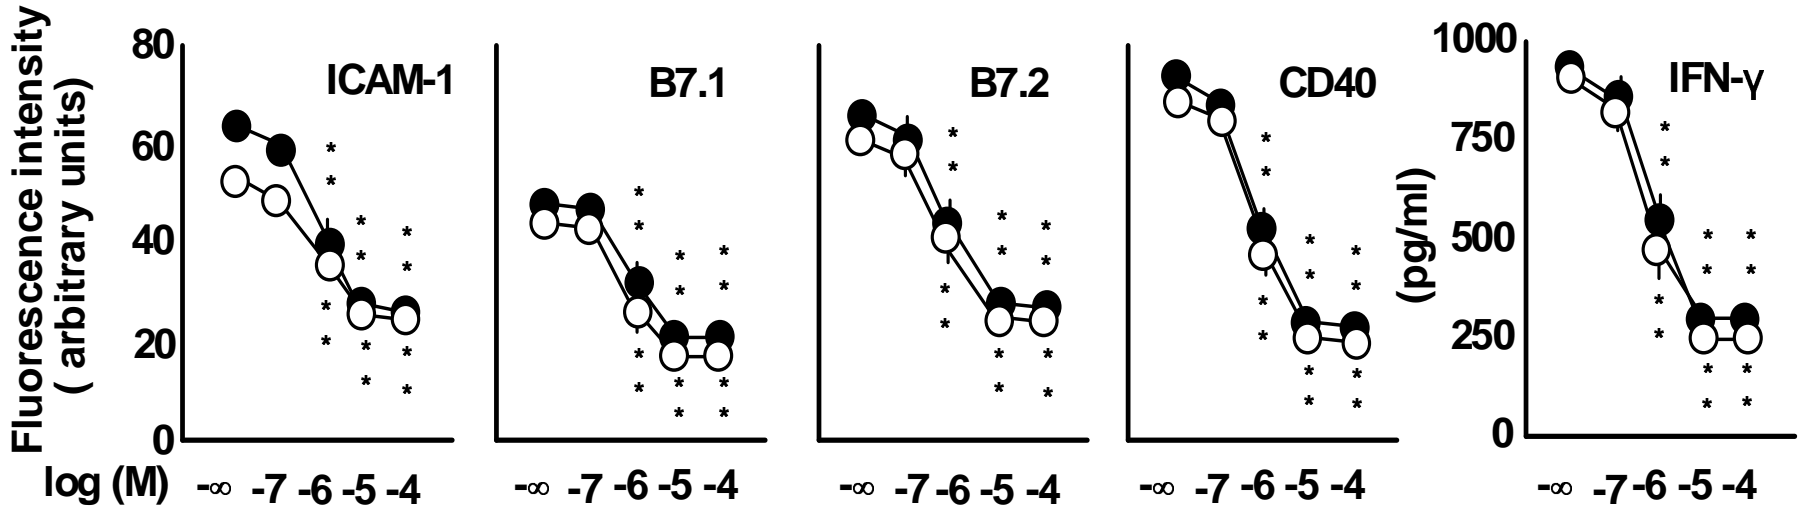 Fluorescence intensity
( arbitrary units)
80
60
40
20
0
ICAM-1
B7.1
B7.2
CD40
(pg/ml)
1000
750
500
250
0
IFN-γ
* * * * * *
* * * * * *
* * * * * *
* * * * * *
* * * * * *
* * * * * *
* * * * * *
* * * * * *
* * * * * *
* * * * * *
log (M) -∞ -7 -6 -5 -4 -∞ -7 -6 -5 -4 -∞ -7 -6 -5 -4 -∞ -7 -6 -5 -4 -∞ -7 -6 -5 -4